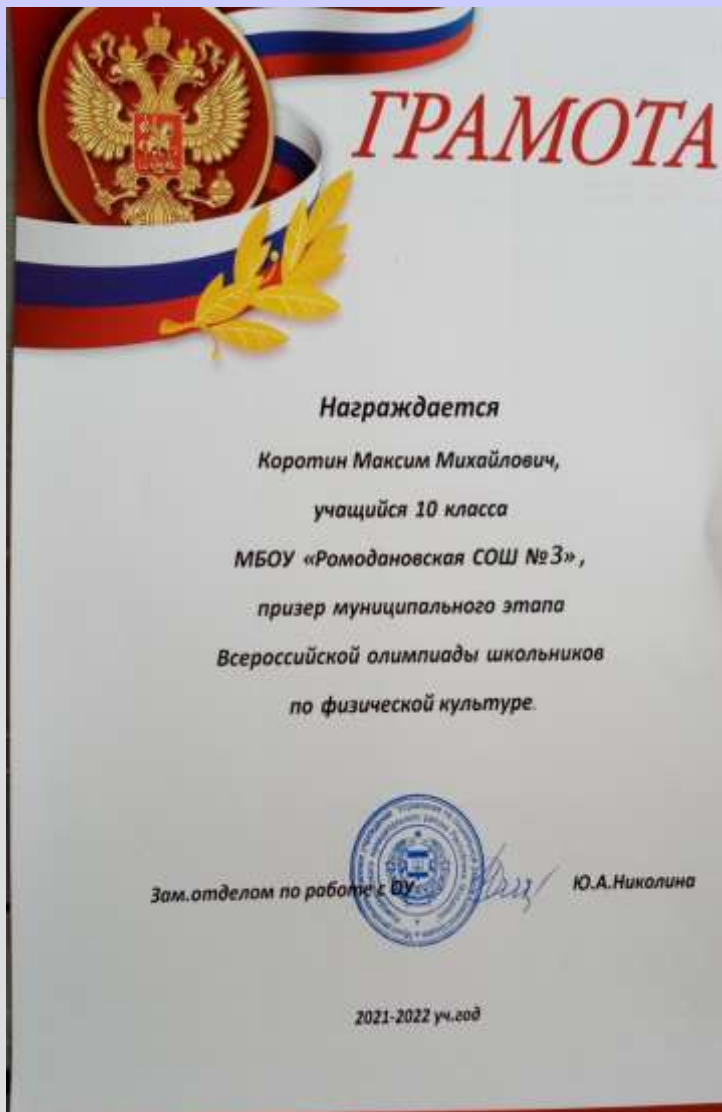 ГРАМОТА
Награждается
Коротин Максим Михайлович,
учащийся 10 класса
МБОУ «Ромодановская СОШ №3»,
призер муниципального этапа
Всероссийской олимпиады школьников
по физической культуре.
Зам.отделом по работе с ОУ Ю.А.Николина
2021-2022 уч.год